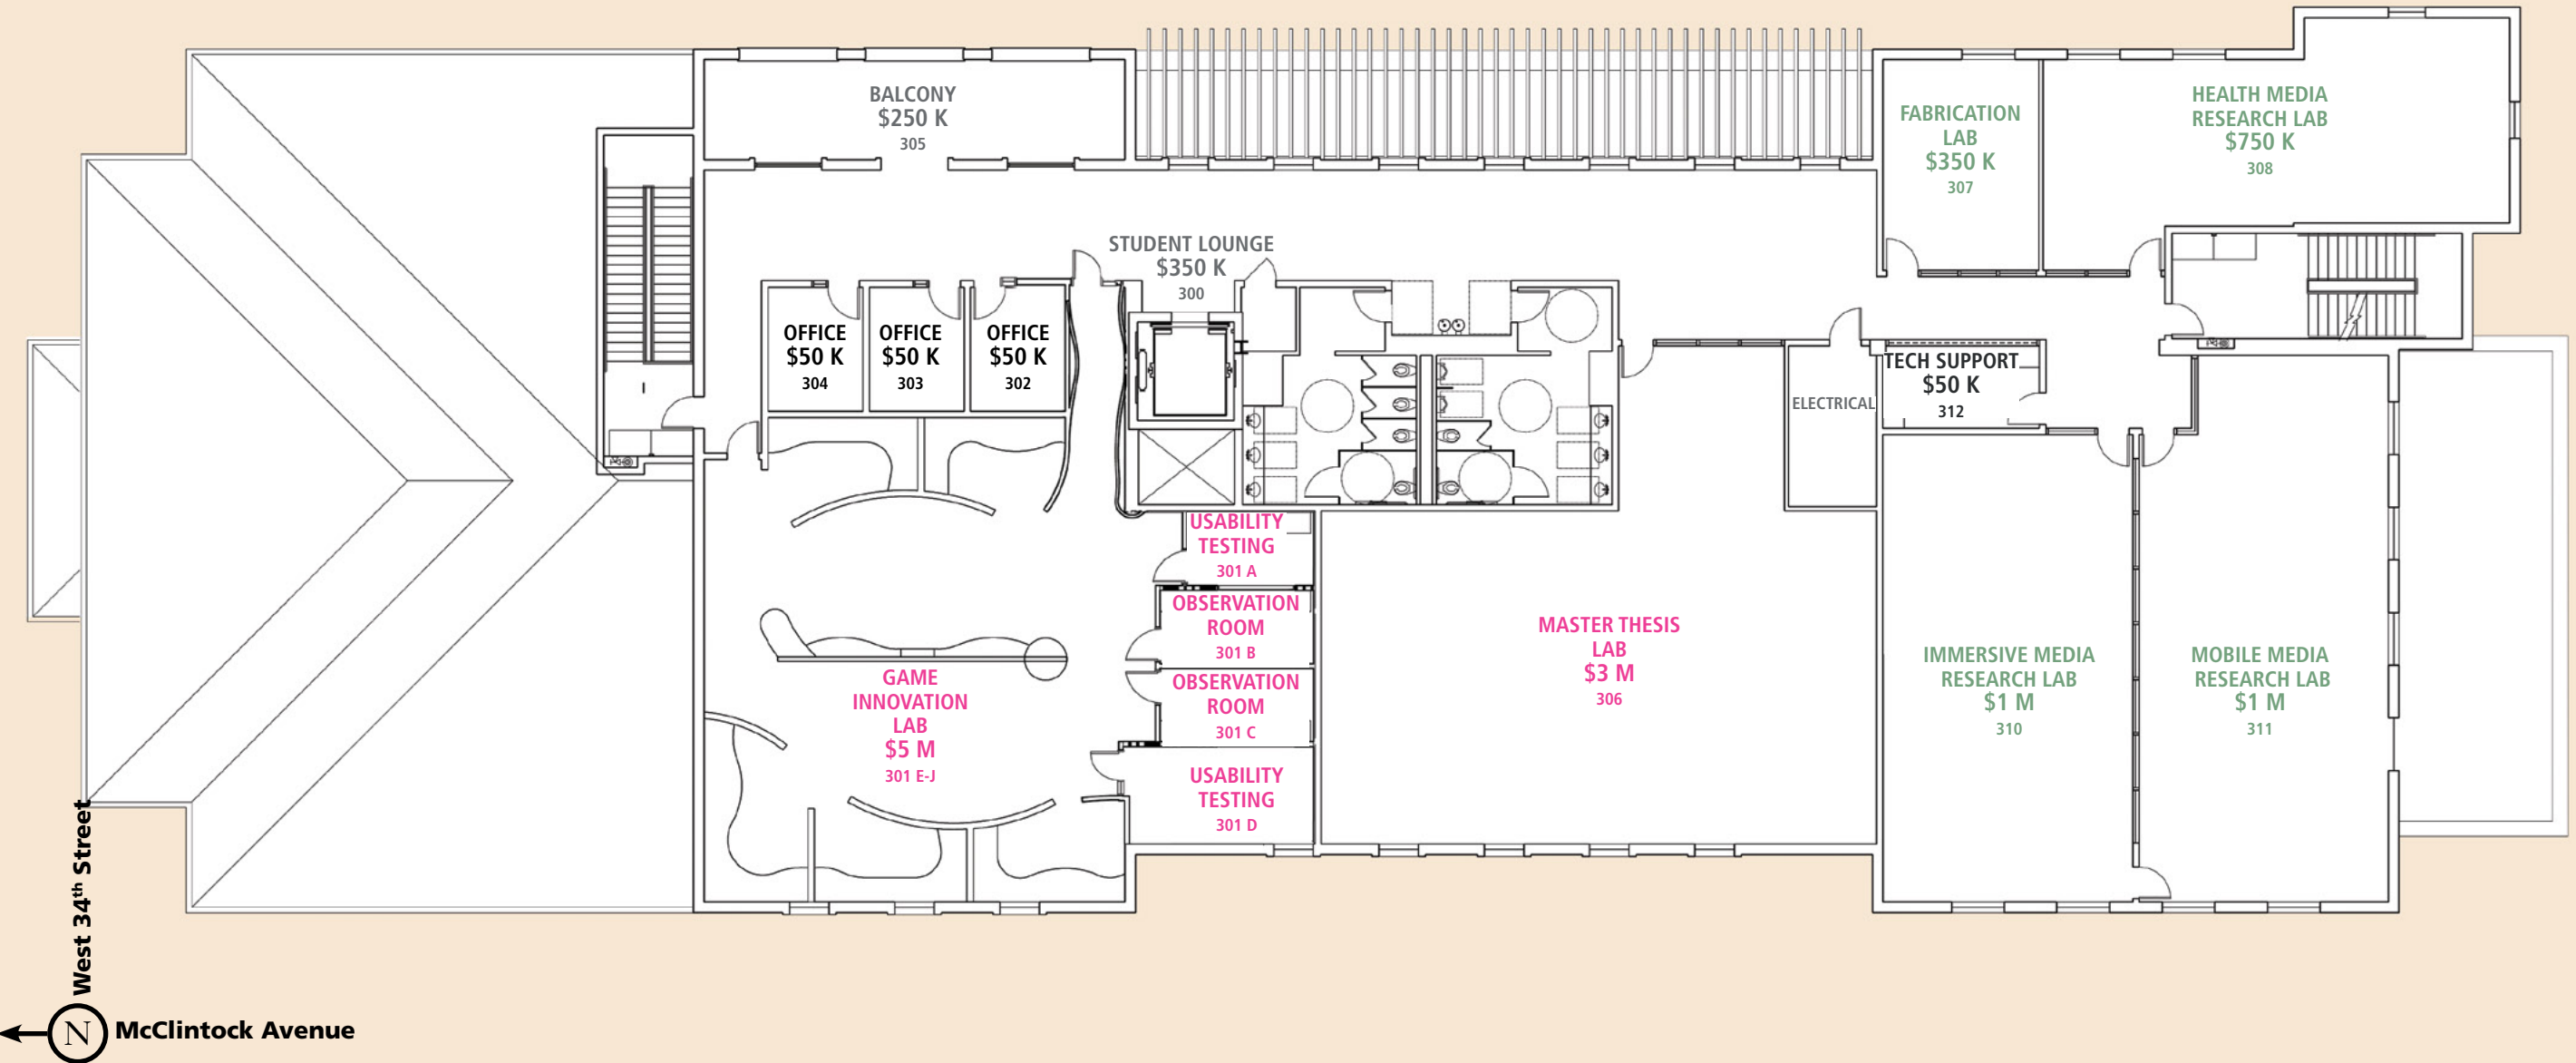 BALCONY
$250 K
305
FABRICATION
LAB
$350 K
307
HEALTH MEDIA
RESEARCH LAB
$750 K
308
STUDENT LOUNGE
$350 K
300
OFFICE
$50 K
304
OFFICE
$50 K
303
OFFICE
$50 K
302
ELECTRICAL
TECH SUPPORT
$50 K
312
USABILITY
TESTING
301 A
OBSERVATION
ROOM
301 B
OBSERVATION
ROOM
301 C
USABILITY
TESTING
301 D
GAME
INNOVATION
LAB
$5 M
301 E-J
MASTER THESIS
LAB
$3 M
306
IMMERSIVE MEDIA
RESEARCH LAB
$1 M
310
MOBILE MEDIA
RESEARCH LAB
$1 M
311
West 34th Street
N
McClintock Avenue